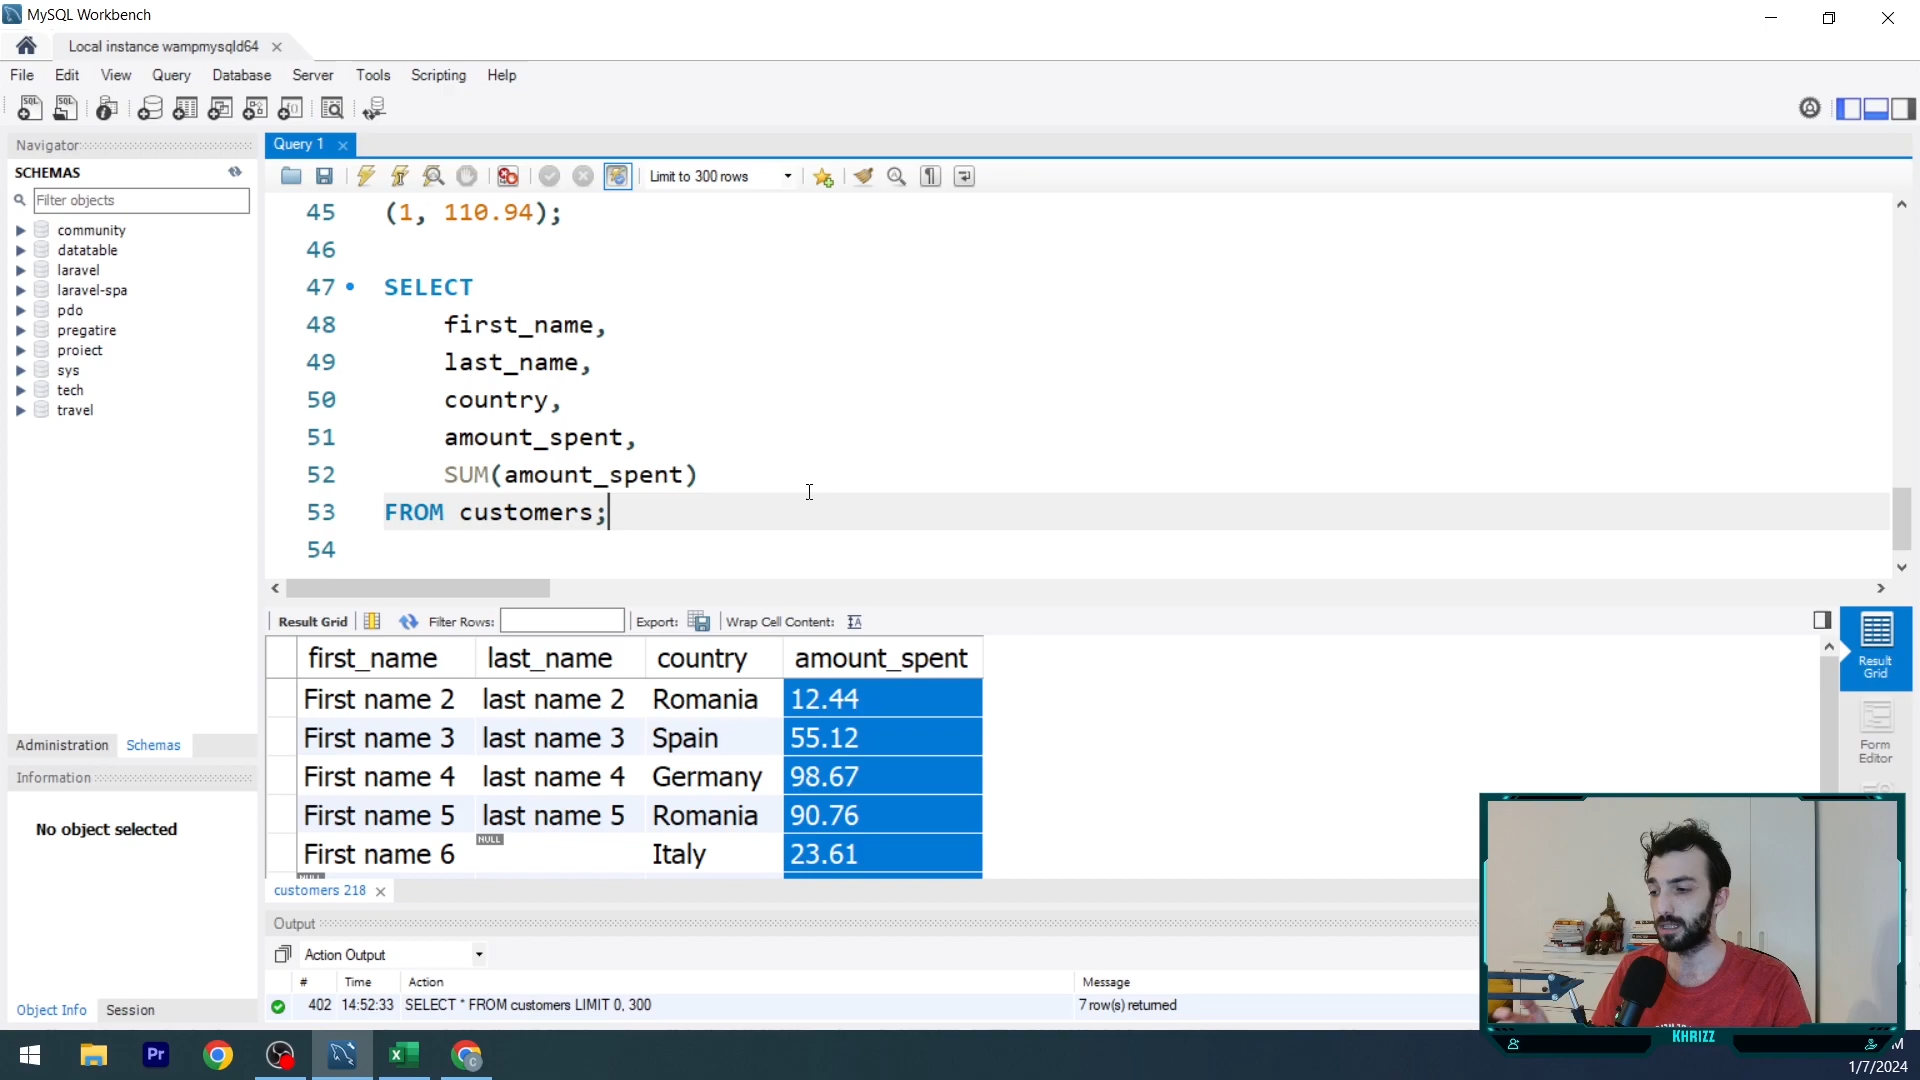 MySQL Workbench
Local instance wampmysqld64
File Edit View Query Database Server Tools Scripting Help
Navigator
SCHEMAS
Filter objects
community
datatable
laravel
laravel-spa
pdo
pregatire
proiect
sys
tech
travel
Administration Schemas
Information
No object selected
Object Info Session
Query 1
Limit to 300 rows
45 (1, 110.94);
46
47 SELECT
48 first_name,
49 last_name,
50 country,
51 amount_spent,
52 SUM(amount_spent)
53 FROM customers;
54
Result Grid Filter Rows: Export: Wrap Cell Content:
first_name last_name country amount_spent
First name 2 last name 2 Romania 12.44
First name 3 last name 3 Spain 55.12
First name 4 last name 4 Germany 98.67
First name 5 last name 5 Romania 90.76
First name 6 NULL Italy 23.61
NULL
Result
Grid
Form
Editor
customers 218
Output
Action Output
# Time Action Message
402 14:52:33 SELECT * FROM customers LIMIT 0, 300 7 row(s) returned
KHRIZZ
Pr
1/7/2024